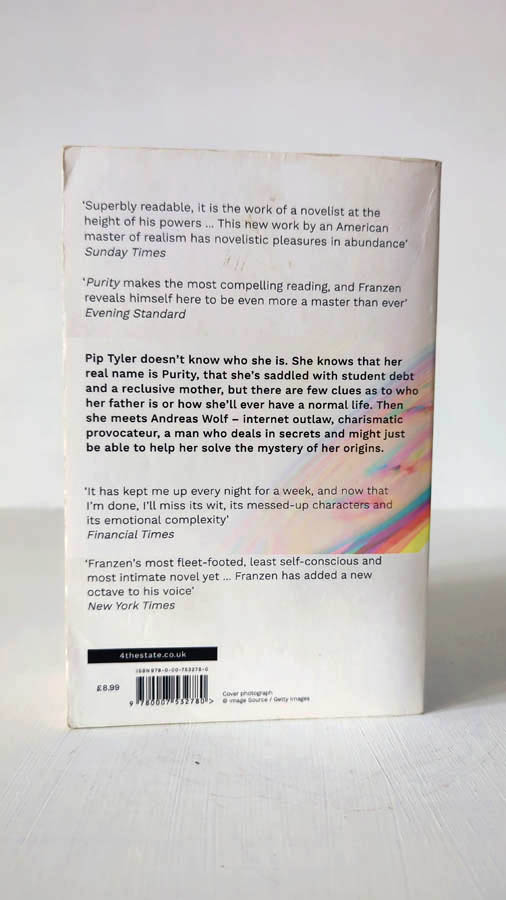 ‘Superbly readable, it is the work of a novelist at the
height of his powers ... This new work by an American
master of realism has novelistic pleasures in abundance’
Sunday Times
‘Purity makes the most compelling reading, and Franzen
reveals himself here to be even more a master than ever’
Evening Standard
Pip Tyler doesn’t know who she is. She knows that her
real name is Purity, that she’s saddled with student debt
and a reclusive mother, but there are few clues as to who
her father is or how she’ll ever have a normal life. Then
she meets Andreas Wolf – internet outlaw, charismatic
provocateur, a man who deals in secrets and might just
be able to help her solve the mystery of her origins.
‘It has kept me up every night for a week, and now that
I’m done, I’ll miss its wit, its messed-up characters and
its emotional complexity’
Financial Times
‘Franzen’s most fleet-footed, least self-conscious and
most intimate novel yet ... Franzen has added a new
octave to his voice’
New York Times
4thestate.co.uk
ISBN 978-0-00-753278-0
£8.99
9 780007 532780 >
Cover photograph
© Image Source / Getty Images